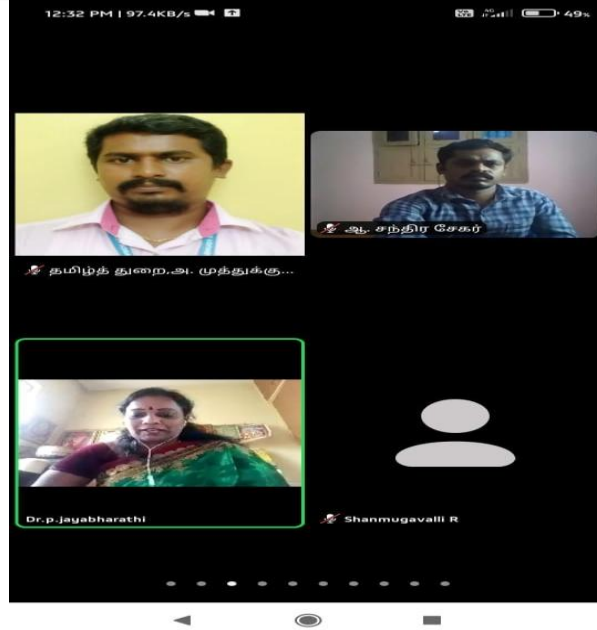 12:32 PM | 97.4KB/s
49%
ஆ. சந்திர சேகர்
தமிழ்த் துறை.அ. முத்துக்கு...
Dr.p.jayabharathi
Shanmugavalli R